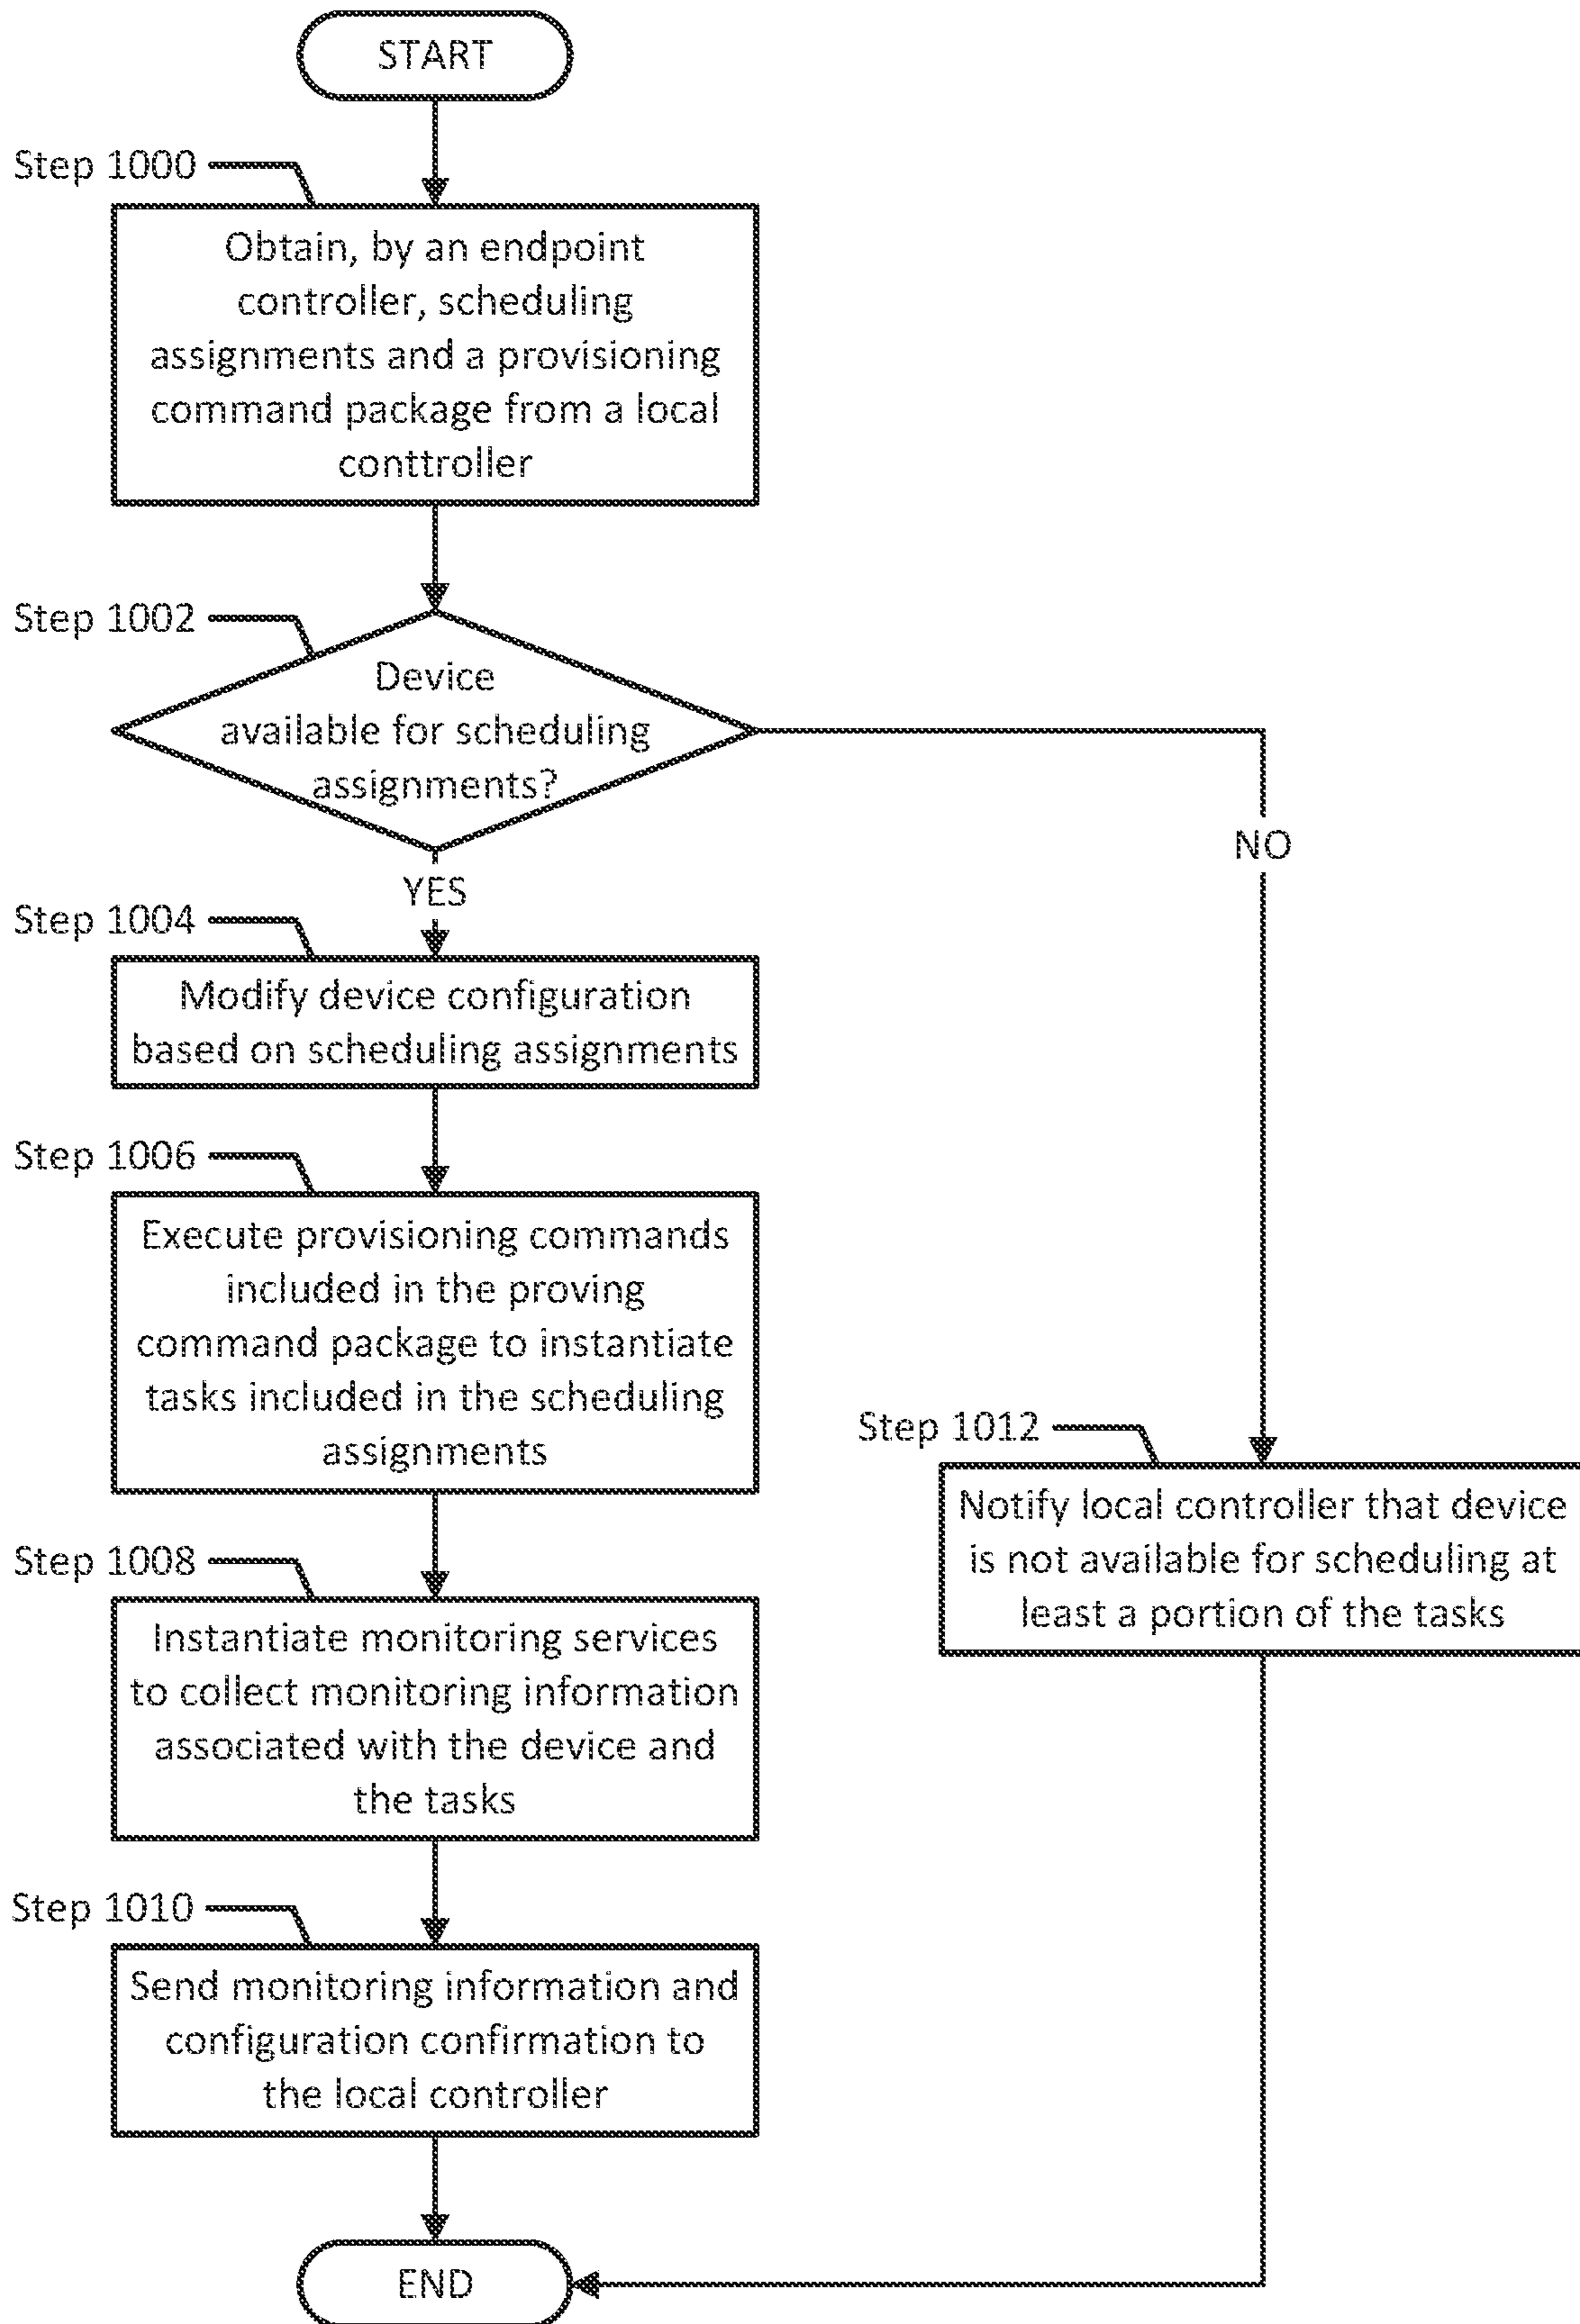 START
Step 1000
Obtain, by an endpoint
controller, scheduling
assignments and a provisioning
command package from a local
conttroller
Step 1002
Device
available for scheduling
assignments?
NO
YES
Step 1004
Modify device configuration
based on scheduling assignments
Step 1006
Execute provisioning commands
included in the proving
command package to instantiate
tasks included in the scheduling
assignments
Step 1012
Notify local controller that device
is not available for scheduling at
least a portion of the tasks
Step 1008
Instantiate monitoring services
to collect monitoring information
associated with the device and
the tasks
Step 1010
Send monitoring information and
configuration confirmation to
the local controller
END